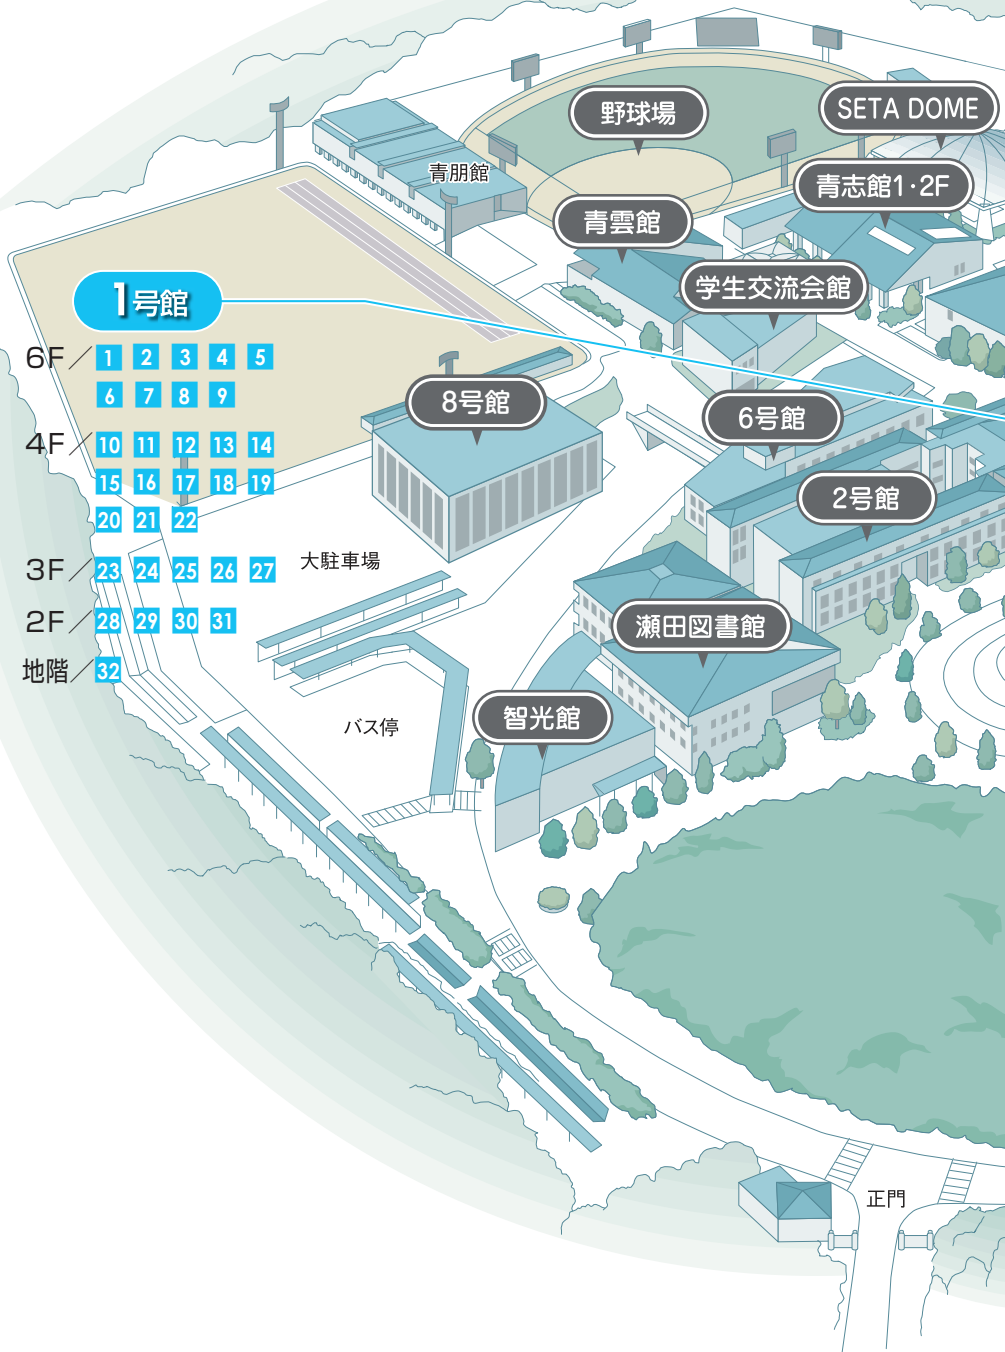 野球場
SETA DOME
青朋館
青志館1・2F
青雲館
学生交流会館
1号館
6F／1 2 3 4 5
6 7 8 9
4F／10 11 12 13 14
15 16 17 18 19
20 21 22
3F／23 24 25 26 27
2F／28 29 30 31
地階／32
8号館
6号館
2号館
大駐車場
瀬田図書館
智光館
バス停
正門